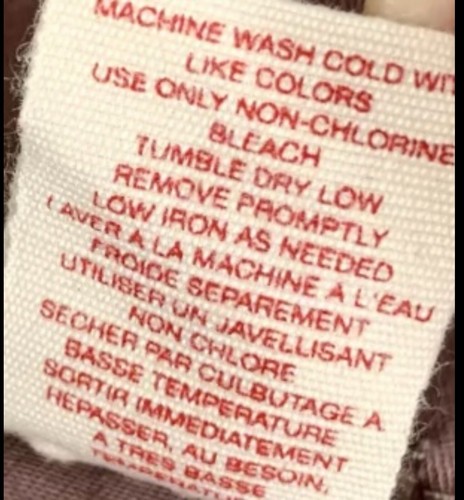 MACHINE WASH COLD WIT
LIKE COLORS
USE ONLY NON-CHLORINE
BLEACH
TUMBLE DRY LOW
REMOVE PROMPTLY
LOW IRON AS NEEDED
LAVER A LA MACHINE A L'EAU
FROIDE SEPAREMENT
UTILISER UN JAVELLISANT
NON CHLORE
SECHER PAR CULBUTAGE A
BASSE TEMPERATURE
SORTIR IMMEDIATEMENT
REPASSER, AU BESOIN,
A TRES BASSE